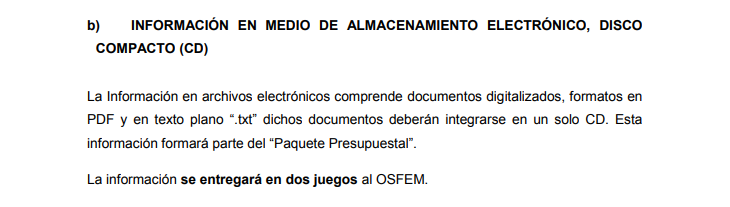 b) INFORMACIÓN EN MEDIO DE ALMACENAMIENTO ELECTRÓNICO, DISCO
COMPACTO (CD)
La Información en archivos electrónicos comprende documentos digitalizados, formatos en
PDF y en texto plano “.txt” dichos documentos deberán integrarse en un solo CD. Esta
información formará parte del “Paquete Presupuestal”.
La información se entregará en dos juegos al OSFEM.